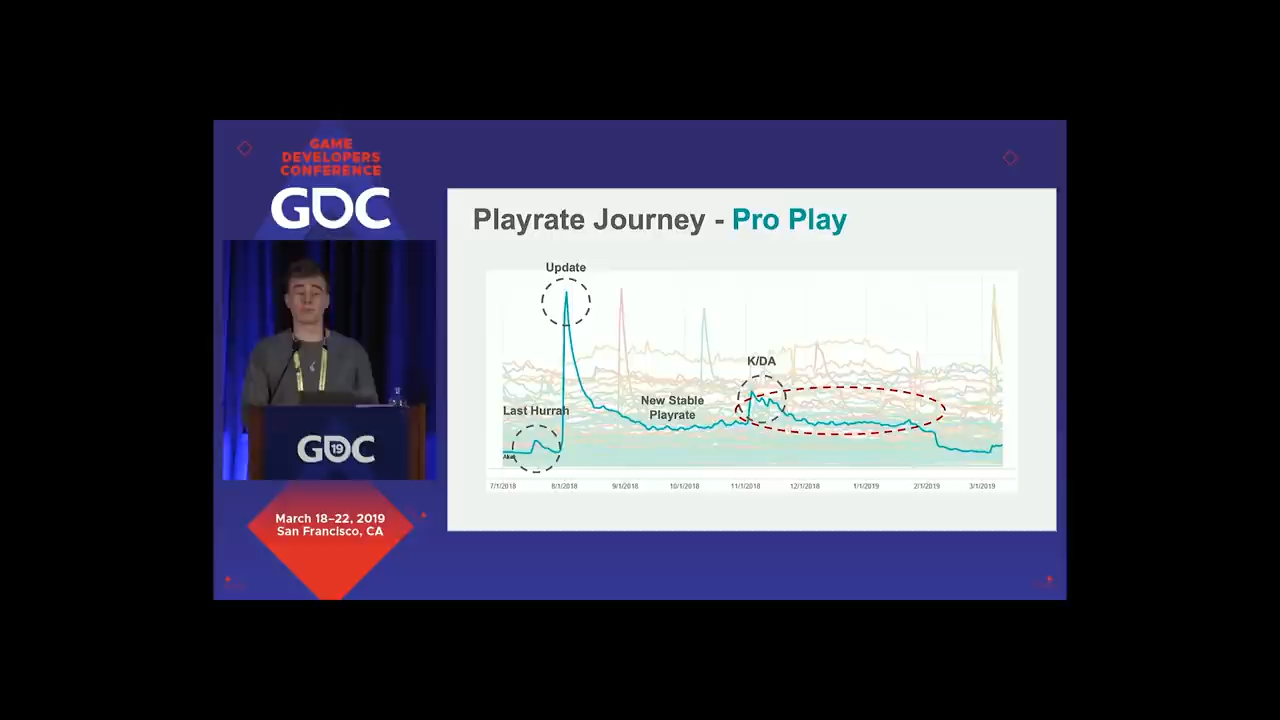 GAME
DEVELOPERS
CONFERENCE
GDC
GDC
19
March 18-22, 2019
San Francisco, CA
Playrate Journey - Pro Play
Update
K/DA
New Stable
Playrate
Last Hurrah
7/1/2018 8/1/2018 9/1/2018 10/1/2018 11/1/2018 12/1/2018 1/1/2019 2/1/2019 3/1/2019